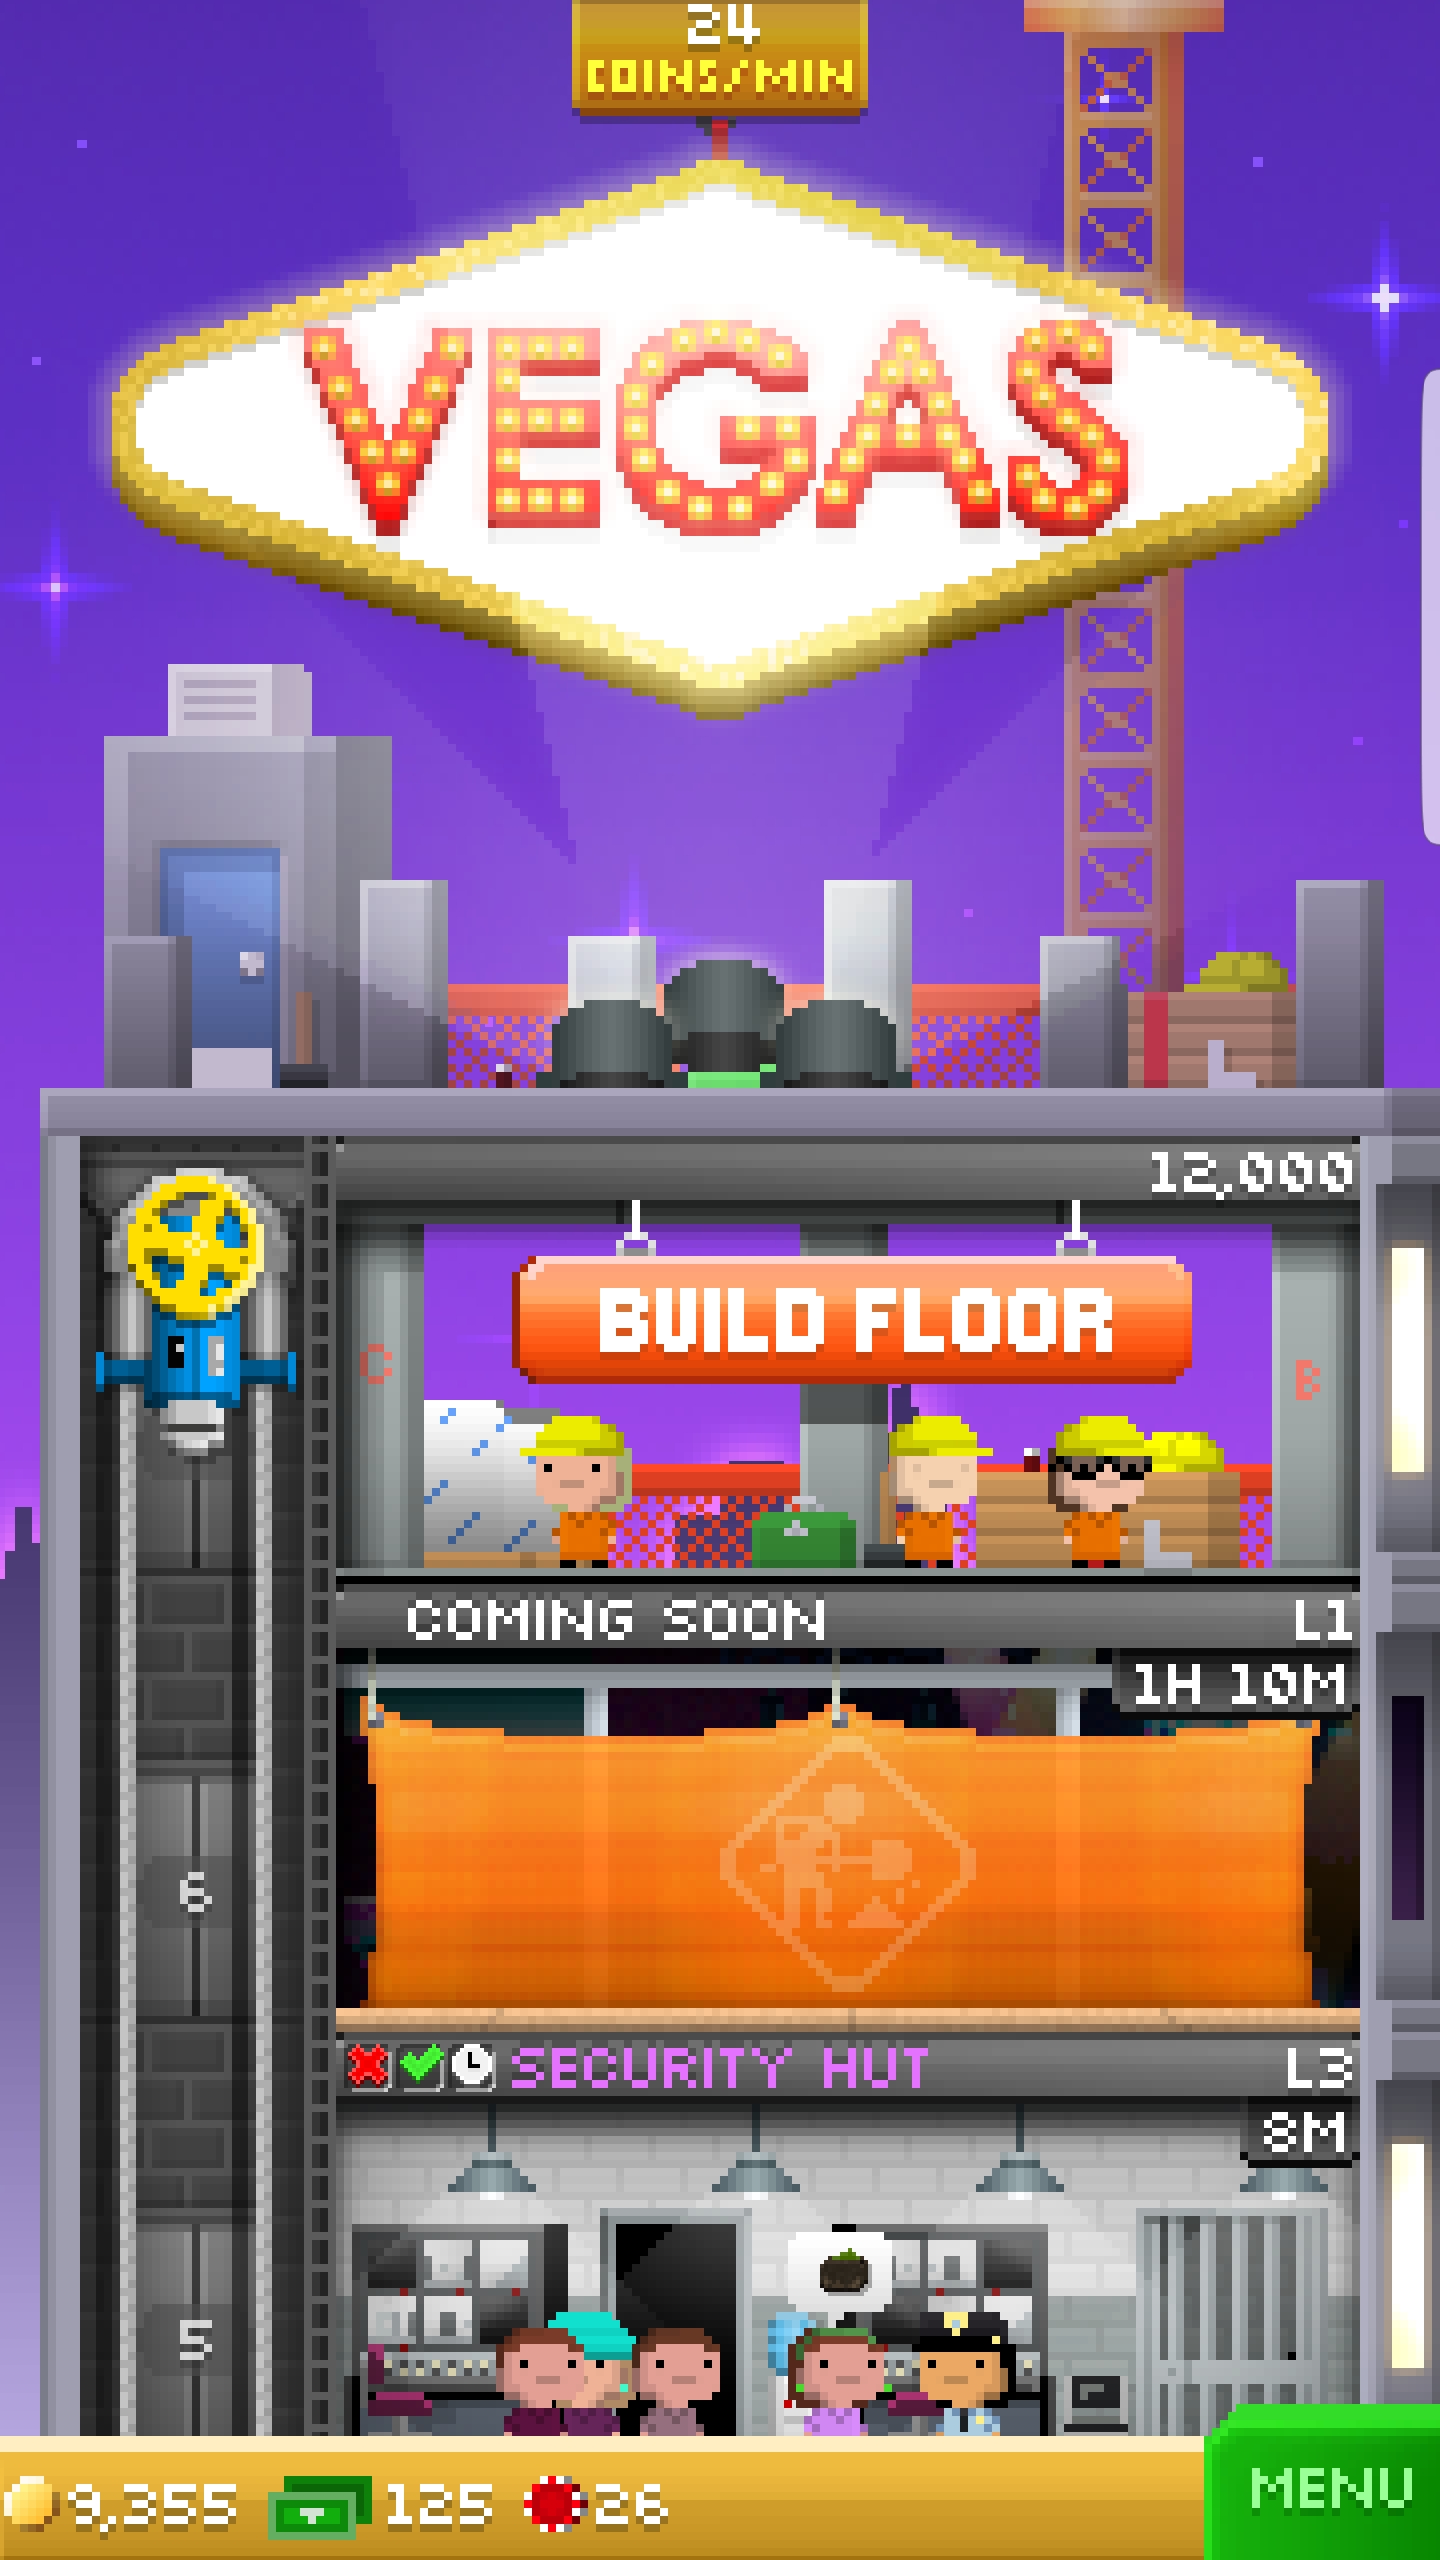 24
COINS/MIN
VEGAS
12,000
BUILD FLOOR
C
B
COMING SOON
L1
1H 10M
6
SECURITY HUT
L3
8M
5
9,355
125
26
MENU